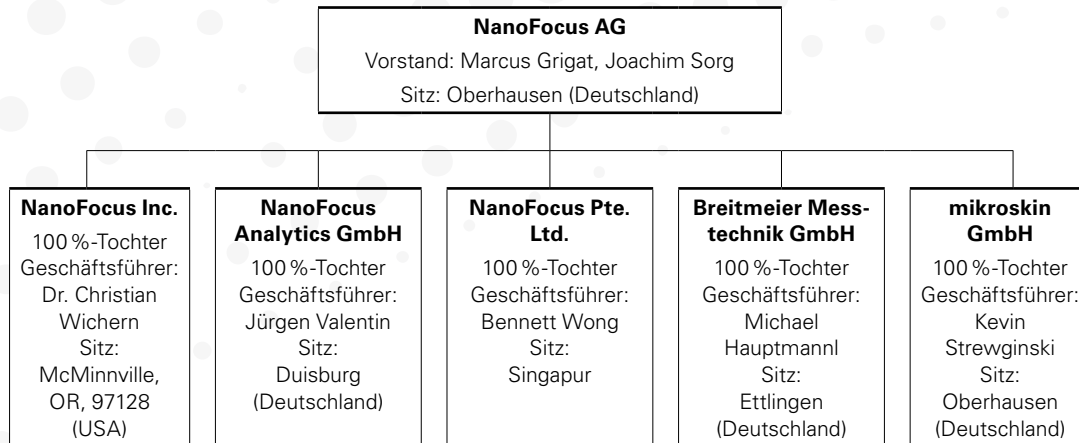 NanoFocus AG
Vorstand: Marcus Grigat, Joachim Sorg
Sitz: Oberhausen (Deutschland)
NanoFocus Inc.
100 %-Tochter
Geschäftsführer:
Dr. Christian
Wichern
Sitz:
McMinnville,
OR, 97128
(USA)
NanoFocus
Analytics GmbH
100 %-Tochter
Geschäftsführer:
Jürgen Valentin
Sitz:
Duisburg
(Deutschland)
NanoFocus Pte.
Ltd.
100 %-Tochter
Geschäftsführer:
Bennett Wong
Sitz:
Singapur
Breitmeier Mess-
technik GmbH
100 %-Tochter
Geschäftsführer:
Michael
Hauptmannl
Sitz:
Ettlingen
(Deutschland)
mikroskin
GmbH
100 %-Tochter
Geschäftsführer:
Kevin
Strewginski
Sitz:
Oberhausen
(Deutschland)